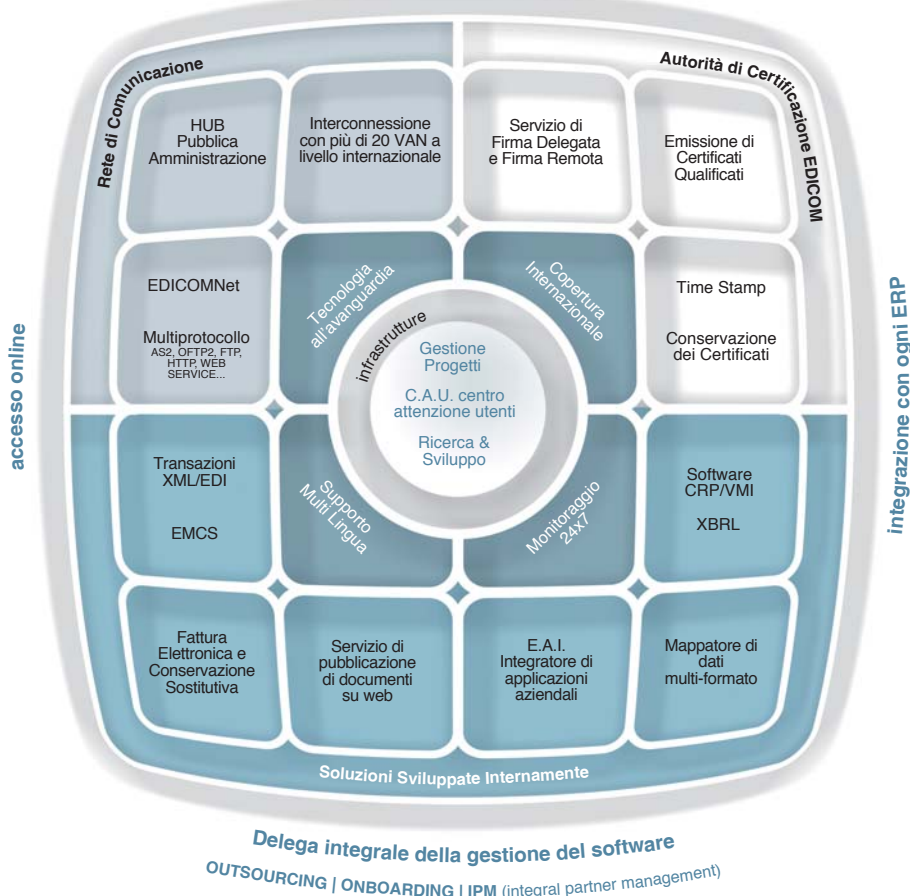 Rete di Comunicazione
Autorità di Certificazione EDICOM
HUB
Pubblica
Amministrazione
Interconnessione
con più di 20 VAN a
livello internazionale
Servizio di
Firma Delegata
e Firma Remota
Emissione di
Certificati
Qualificati
EDICOMNet
Multiprotocollo
AS2, OFTP2, FTP,
HTTP, WEB
SERVICE...
Tecnologia
all'avanguardia
Copertura
Internazionale
Time Stamp
Conservazione
dei Certificati
infrastrutture
Gestione
Progetti
C.A.U. centro
attenzione utenti
Ricerca &
Sviluppo
accesso online
integrazione con ogni ERP
Transazioni
XML/EDI
EMCS
Supporto
Multi Lingua
Monitoraggio
24x7
Software
CRP/VMI
XBRL
Fattura
Elettronica e
Conservazione
Sostitutiva
Servizio di
pubblicazione
di documenti
su web
E.A.I.
Integratore di
applicazioni
aziendali
Mappatore di
dati
multi-formato
Soluzioni Sviluppate Internamente
Delega integrale della gestione del software
OUTSOURCING | ONBOARDING | IPM (integral partner management)